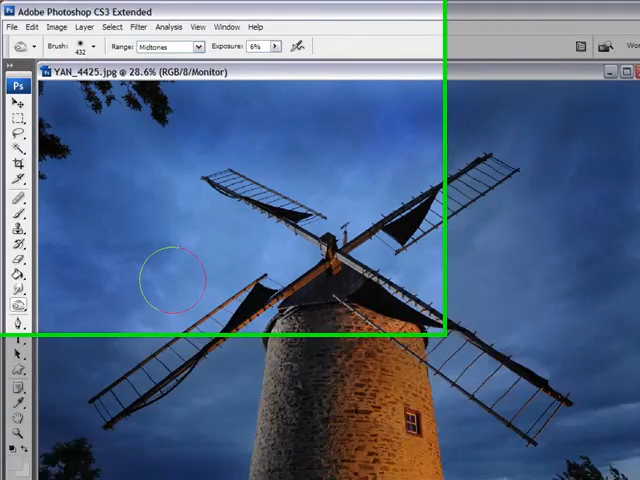 Adobe Photoshop CS3 Extended
File Edit Image Layer Select Filter Analysis View Window Help
Brush: 432 Range: Midtones Exposure: 6%
YAN_4425.jpg @ 28.6% (RGB/8/Monitor)
Ps